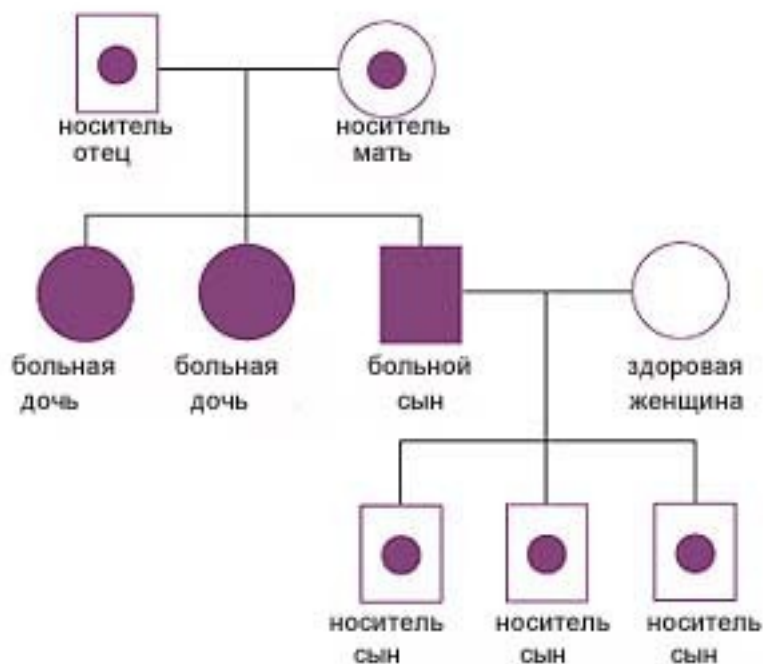 носитель
отец
носитель
мать
больная
дочь
больная
дочь
больной
сын
здоровая
женщина
носитель
сын
носитель
сын
носитель
сын